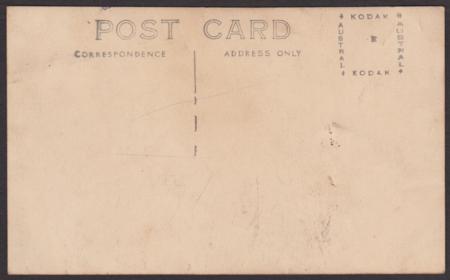 POST CARD
CORRESPONDENCE
ADDRESS ONLY
KODAK
AUSTRAL
AUSTRAL
KODAK